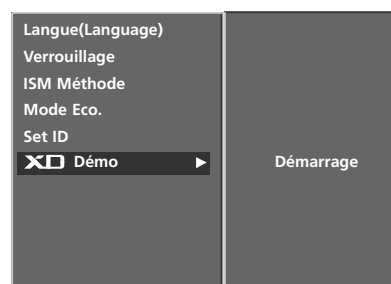 Langue(Language)
Verrouillage
ISM Méthode
Mode Eco.
Set ID
XD Démo ►
Démarrage